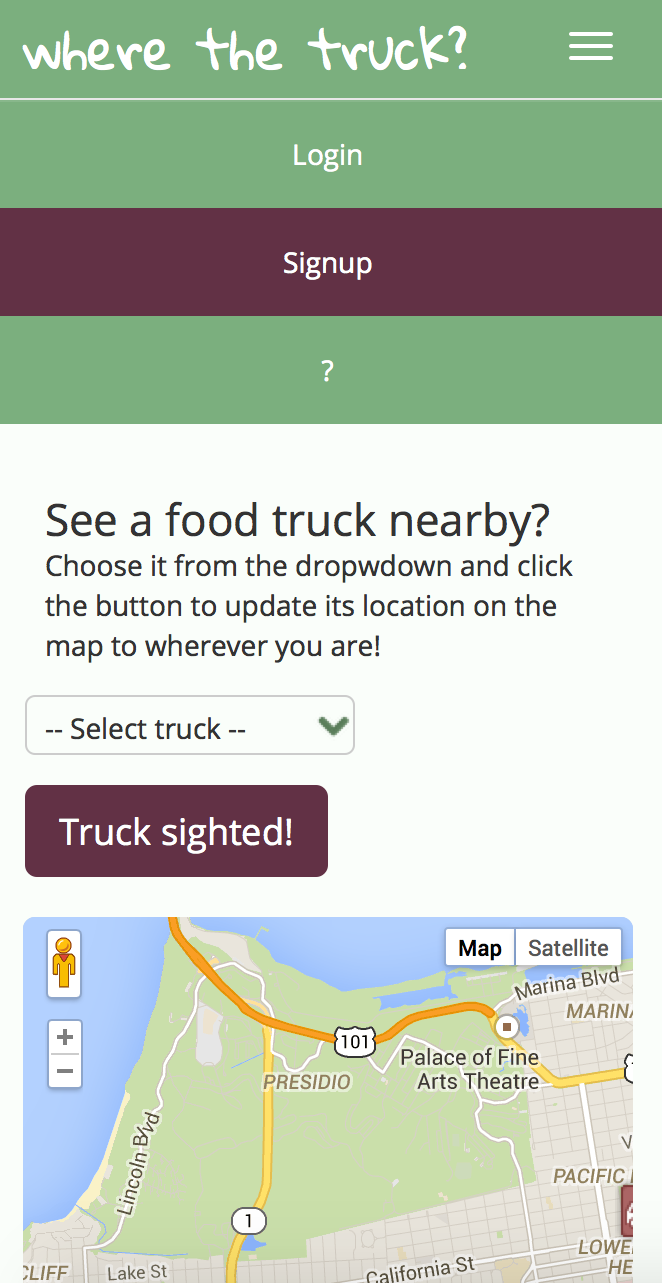 where the truck?
Login
Signup
?
See a food truck nearby?
Choose it from the dropwdown and click
the button to update its location on the
map to wherever you are!
-- Select truck --
Truck sighted!
Map Satellite
Marina Blvd
MARINA
101
Palace of Fine
Arts Theatre
PRESIDIO
Lincoln Blvd
PACIFIC
1
LOWE
HE
CLIFF
Lake St
California St